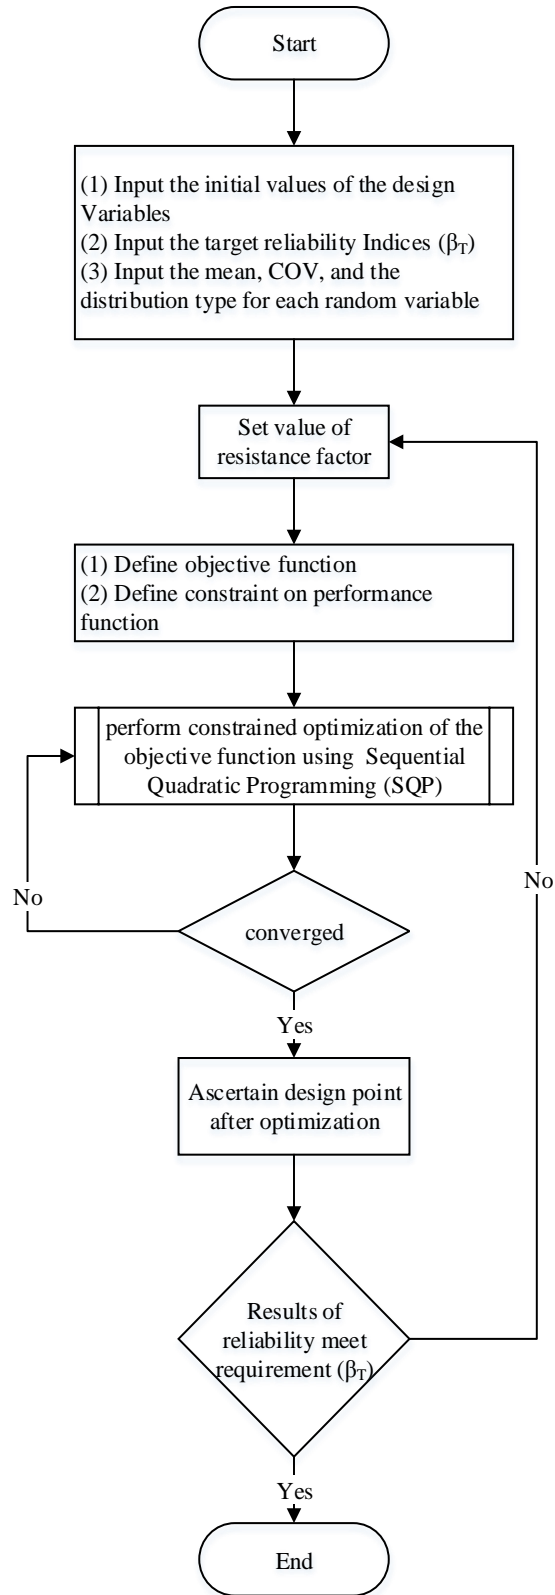 Start
(1) Input the initial values of the design
Variables
(2) Input the target reliability Indices (βT)
(3) Input the mean, COV, and the
distribution type for each random variable
Set value of
resistance factor
(1) Define objective function
(2) Define constraint on performance
function
perform constrained optimization of the
objective function using Sequential
Quadratic Programming (SQP)
No
No
converged
Yes
Ascertain design point
after optimization
Results of
reliability meet
requirement (βT)
Yes
End